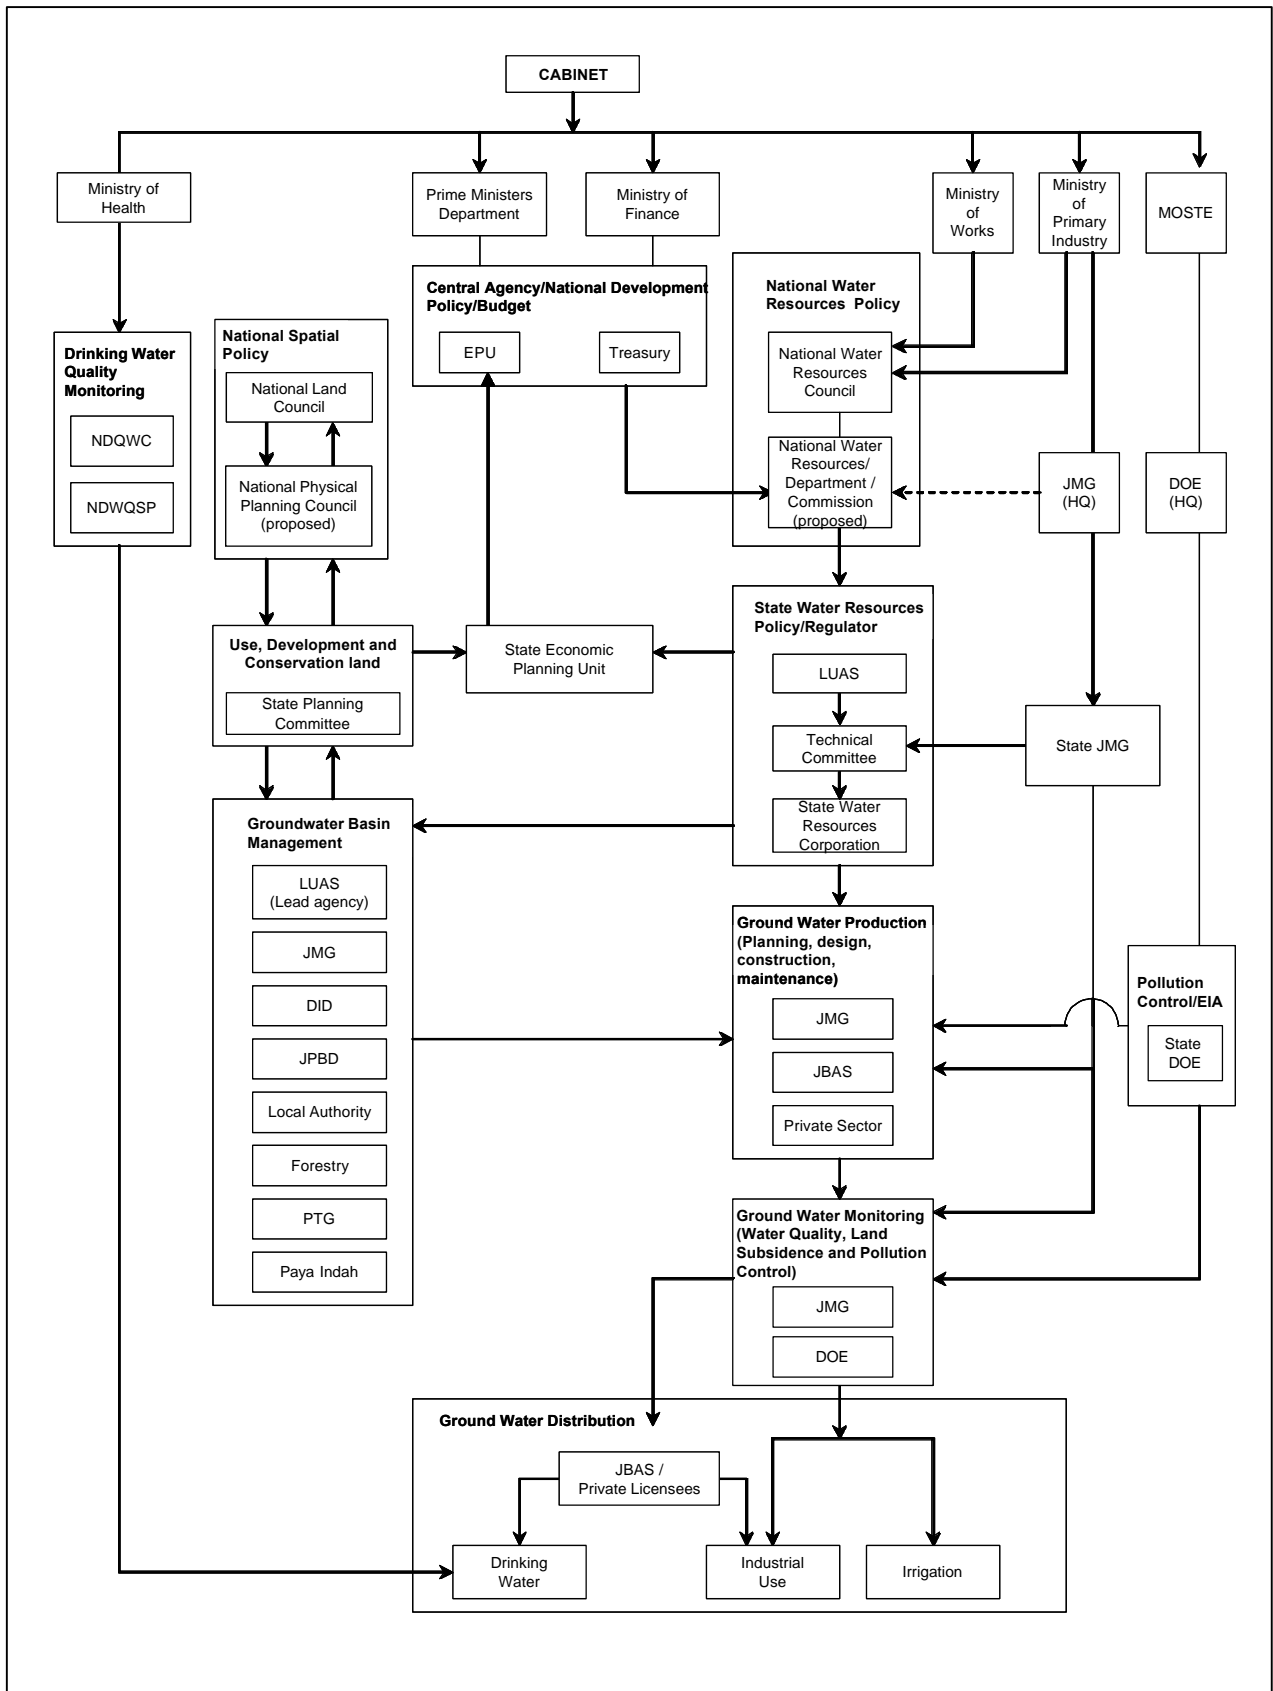 CABINET
Ministry of
Health
Prime Ministers
Department
Ministry of
Finance
Ministry
of
Works
Ministry
of
Primary
Industry
MOSTE
Central Agency/National Development
Policy/Budget
EPU
Treasury
National Water
Resources Policy
National Water
Resources
Council
National Water
Resources/
Department /
Commission
(proposed)
JMG
(HQ)
DOE
(HQ)
Drinking Water
Quality
Monitoring
NDQWC
NDWQSP
National Spatial
Policy
National Land
Council
National Physical
Planning Council
(proposed)
Use, Development and
Conservation land
State Planning
Committee
State Economic
Planning Unit
State Water Resources
Policy/Regulator
LUAS
Technical
Committee
State Water
Resources
Corporation
State JMG
Groundwater Basin
Management
LUAS
(Lead agency)
JMG
DID
JPBD
Local Authority
Forestry
PTG
Paya Indah
Ground Water Production
(Planning, design,
construction,
maintenance)
JMG
JBAS
Private Sector
Pollution
Control/EIA
State
DOE
Ground Water Monitoring
(Water Quality, Land
Subsidence and Pollution
Control)
JMG
DOE
Ground Water Distribution
JBAS /
Private Licensees
Drinking
Water
Industrial
Use
Irrigation